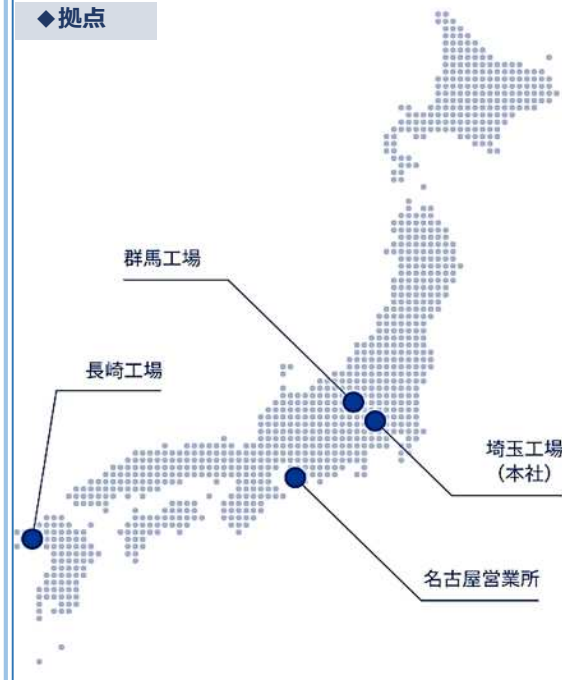 ◆拠点
群馬工場
長崎工場
埼玉工場
（本社）
名古屋営業所